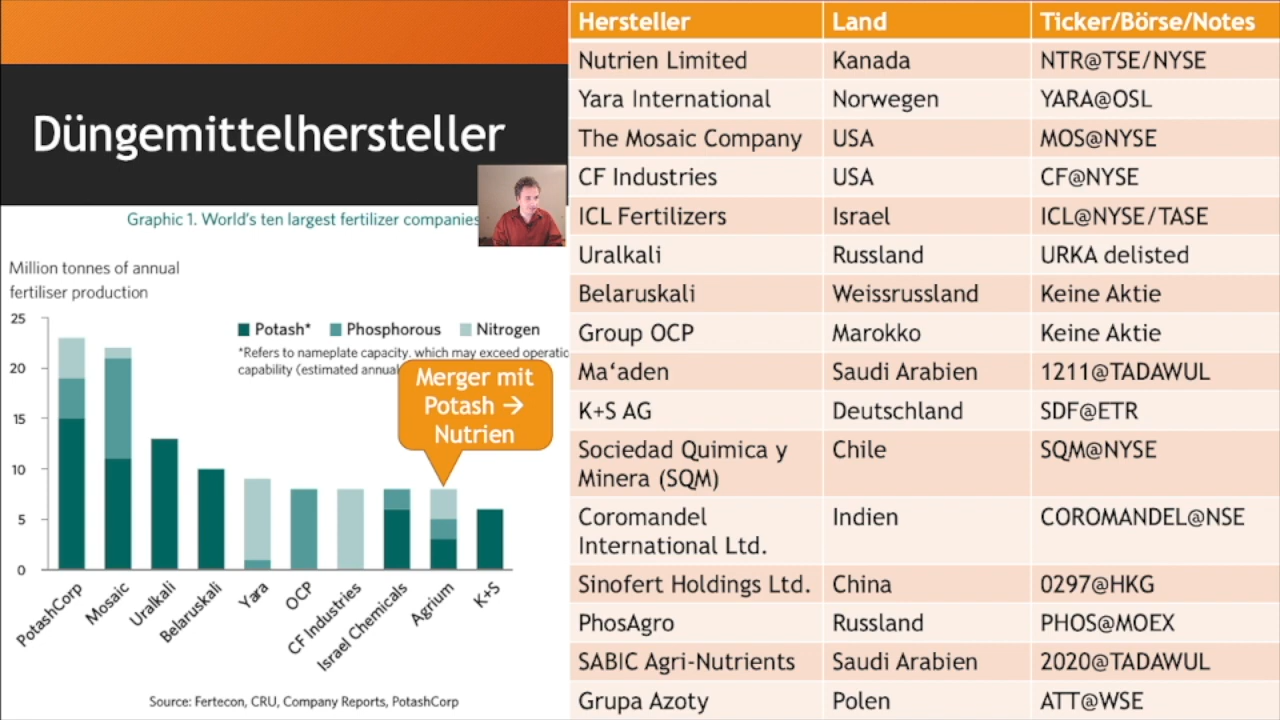 Düngemittelhersteller
Graphic 1. World's ten largest fertilizer companies
Million tonnes of annual
fertiliser production
25
20
15
10
5
0
Potash* Phosphorous Nitrogen
*Refers to nameplate capacity, which may exceed
capability (estimated
Merger mit
Potash →
Nutrien
PotashCorp
Mosaic
Uralkali
Belaruskali
Yara
OCP
CF Industries
Israel Chemicals
Agrium
K+S
Source: Fertecon, CRU, Company Reports, PotashCorp
Hersteller Land Ticker/Börse/Notes
Nutrien Limited Kanada NTR@TSE/NYSE
Yara International Norwegen YARA@OSL
The Mosaic Company USA MOS@NYSE
CF Industries USA CF@NYSE
ICL Fertilizers Israel ICL@NYSE/TASE
Uralkali Russland URKA delisted
Belaruskali Weissrussland Keine Aktie
Group OCP Marokko Keine Aktie
Ma‘aden Saudi Arabien 1211@TADAWUL
K+S AG Deutschland SDF@ETR
Sociedad Quimica y Chile SQM@NYSE
Minera (SQM)
Coromandel Indien COROMANDEL@NSE
International Ltd.
Sinofert Holdings Ltd. China 0297@HKG
PhosAgro Russland PHOS@MOEX
SABIC Agri-Nutrients Saudi Arabien 2020@TADAWUL
Grupa Azoty Polen ATT@WSE